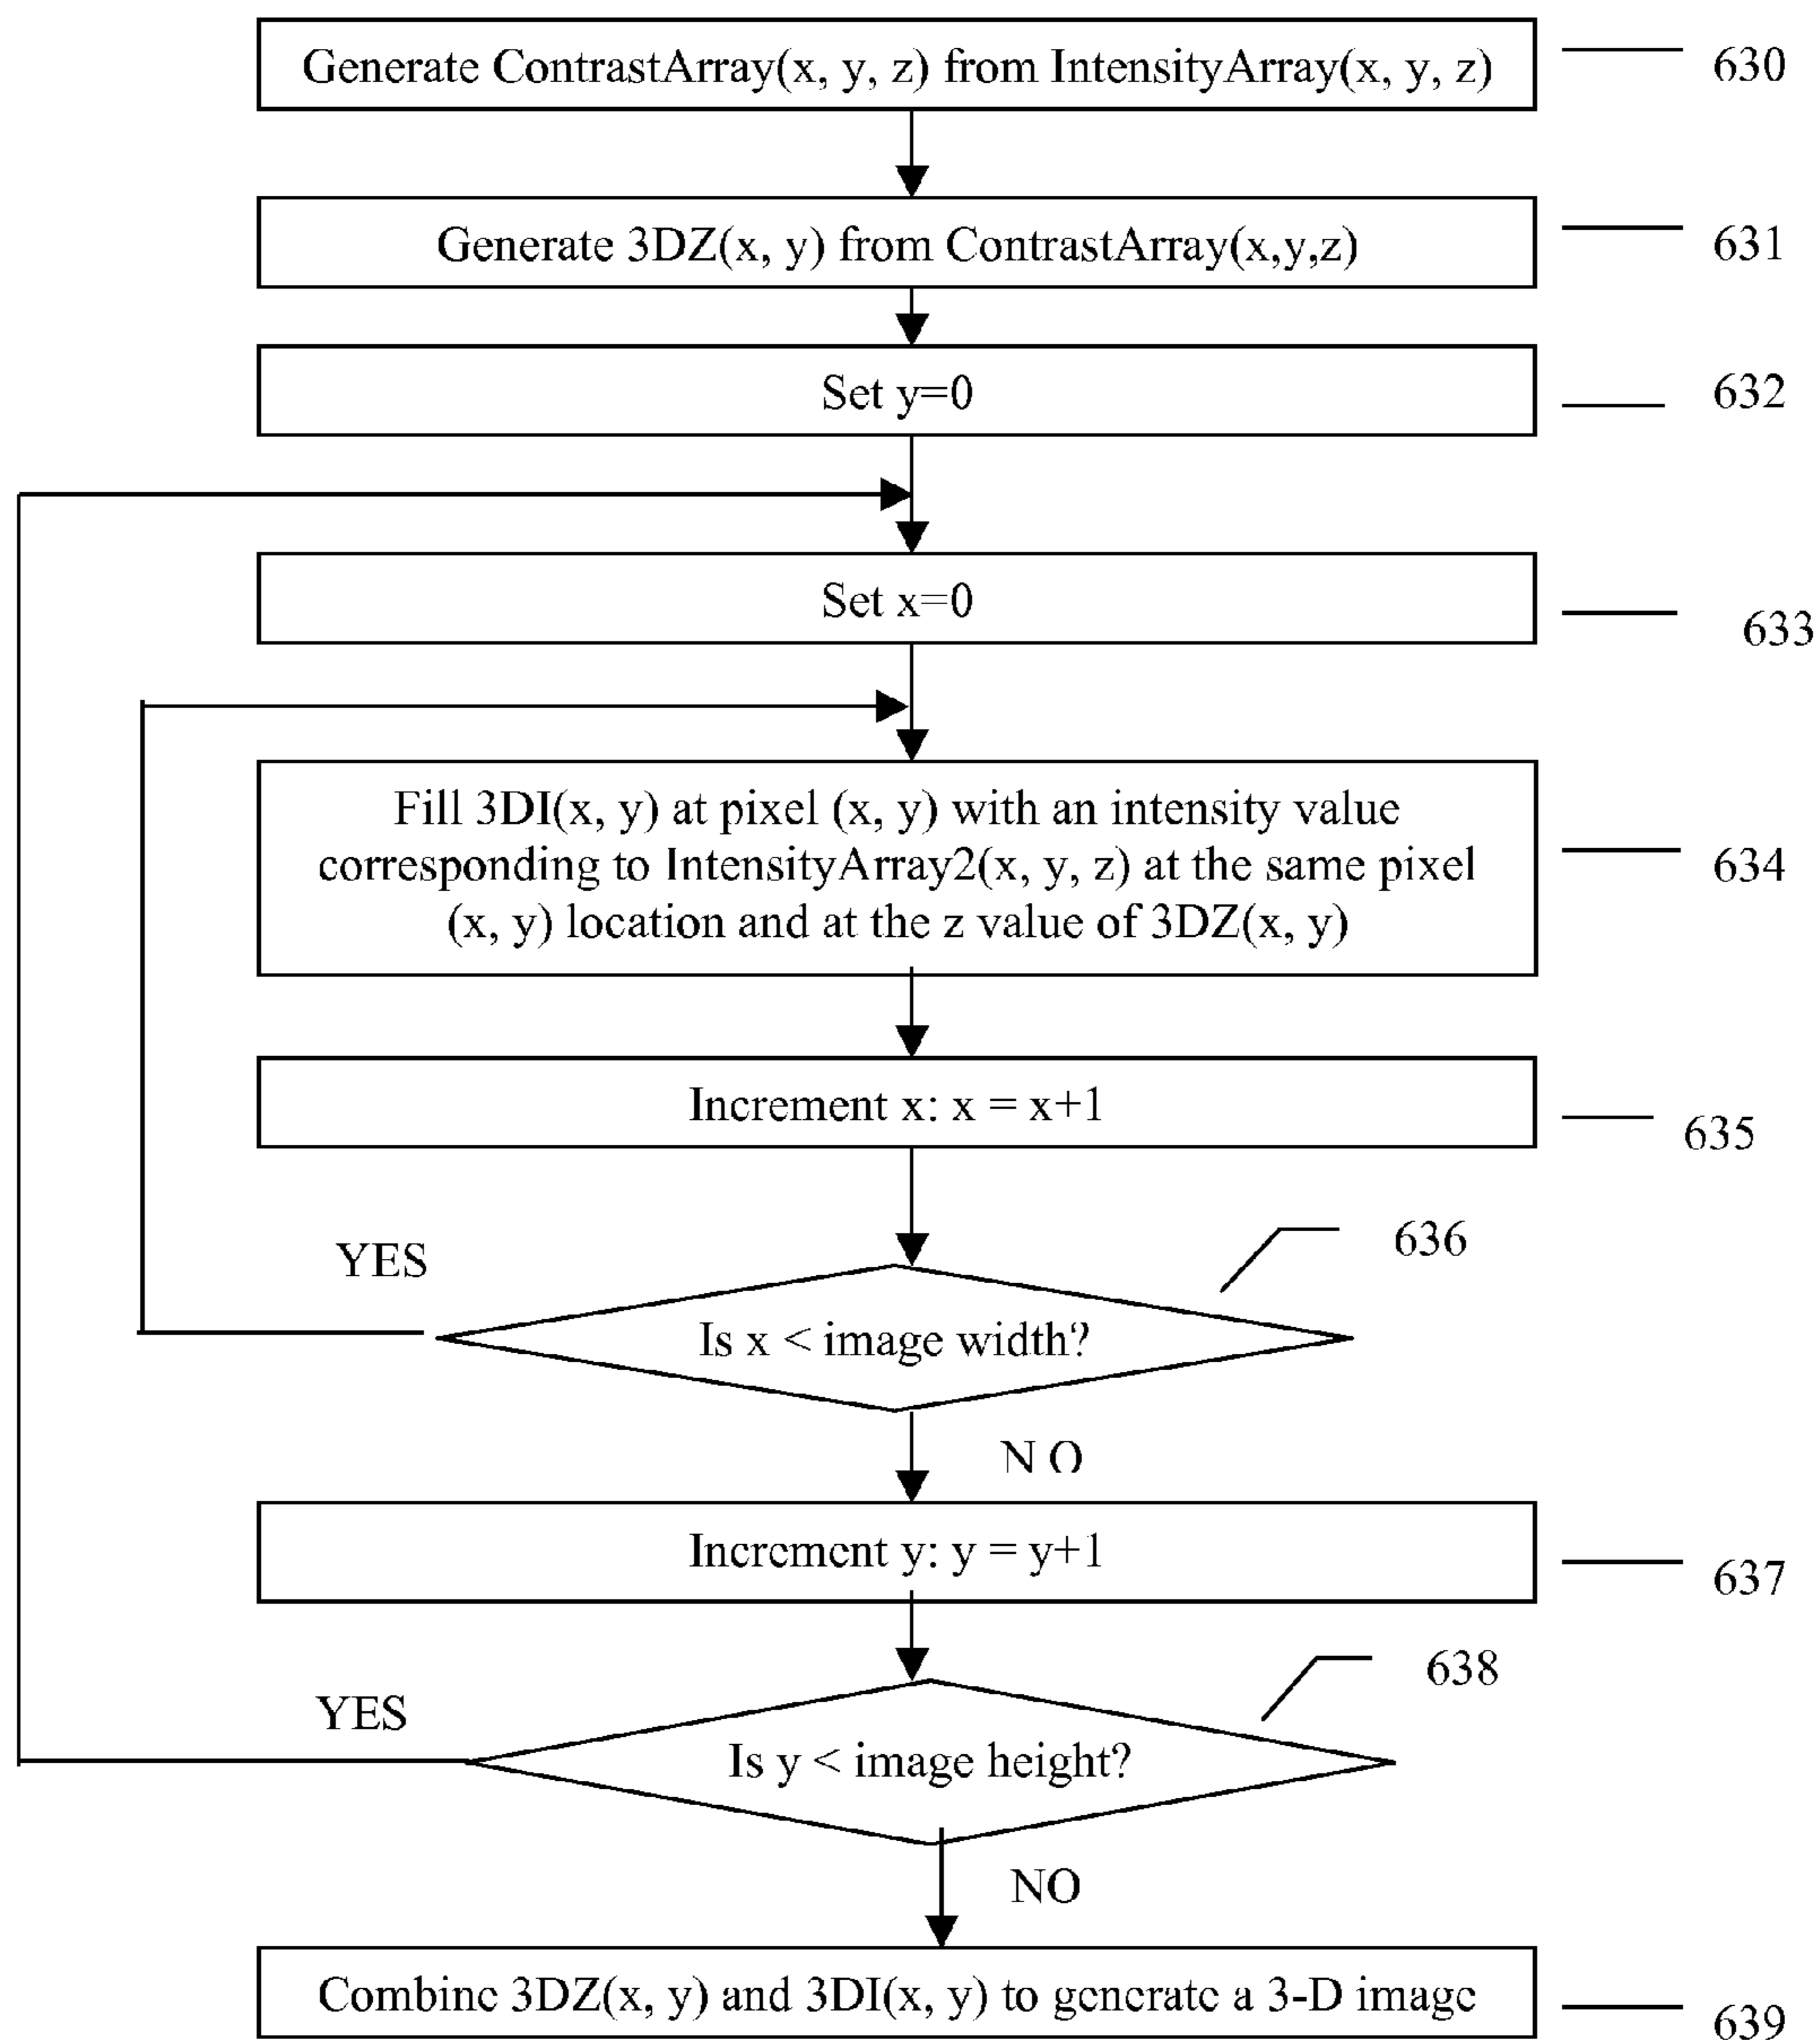 Generate ContrastArray(x, y, z) from IntensityArray(x, y, z)
630
Generate 3DZ(x, y) from ContrastArray(x,y,z)
631
Set y=0
632
Set x=0
633
Fill 3DI(x, y) at pixel (x, y) with an intensity value
corresponding to IntensityArray2(x, y, z) at the same pixel
(x, y) location and at the z value of 3DZ(x, y)
634
Increment x: x = x+1
635
636
YES
Is x < image width?
NO
Increment y: y = y+1
637
638
YES
Is y < image height?
NO
Combine 3DZ(x, y) and 3DI(x, y) to generate a 3-D image
639